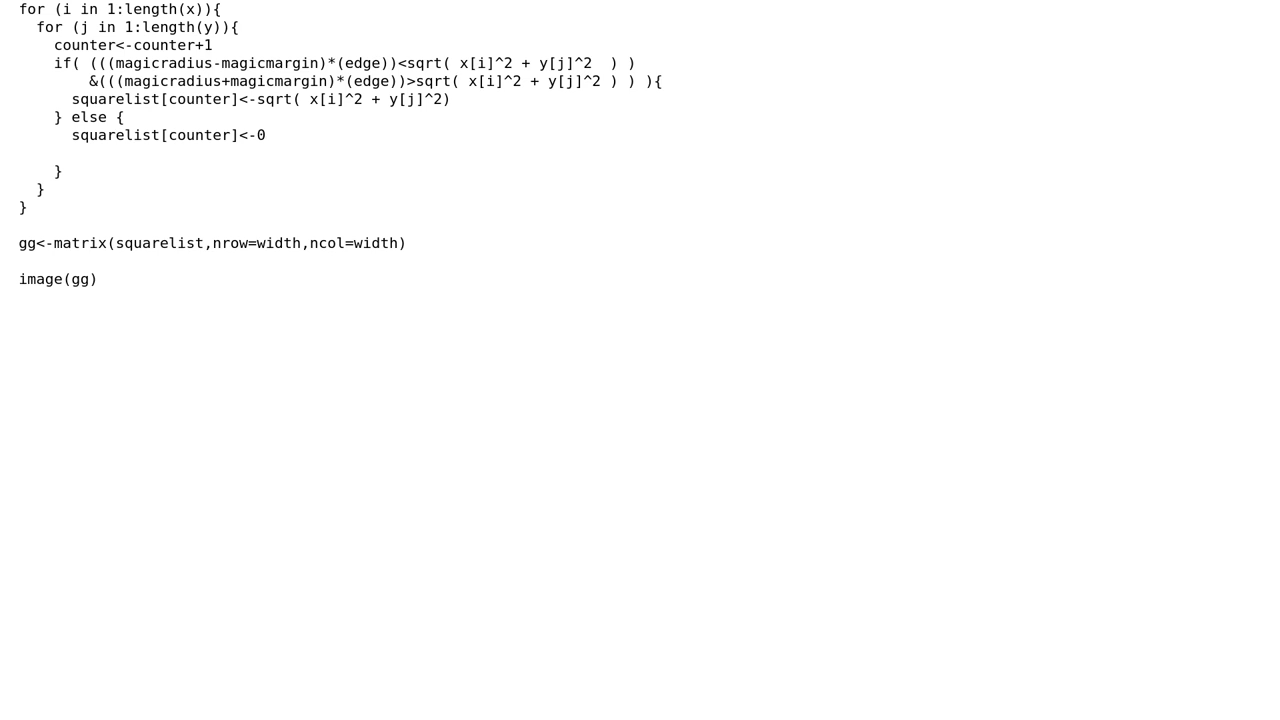 for (i in 1:length(x)){
  for (j in 1:length(y)){
    counter<-counter+1
    if( (((magicradius-magicmargin)*(edge))<sqrt( x[i]^2 + y[j]^2  ) )
        &(((magicradius+magicmargin)*(edge))>sqrt( x[i]^2 + y[j]^2 ) ) ){
      squarelist[counter]<-sqrt( x[i]^2 + y[j]^2)
    } else {
      squarelist[counter]<-0

    }
  }
}

gg<-matrix(squarelist,nrow=width,ncol=width)

image(gg)